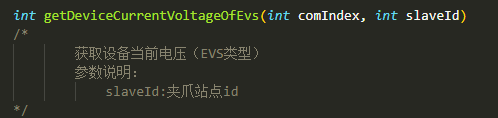 int getDeviceCurrentVoltageOfEvs(int comIndex, int slaveId)
/*
获取设备当前电压（EVS类型）
参数说明：
slaveId:夹爪站点id
*/